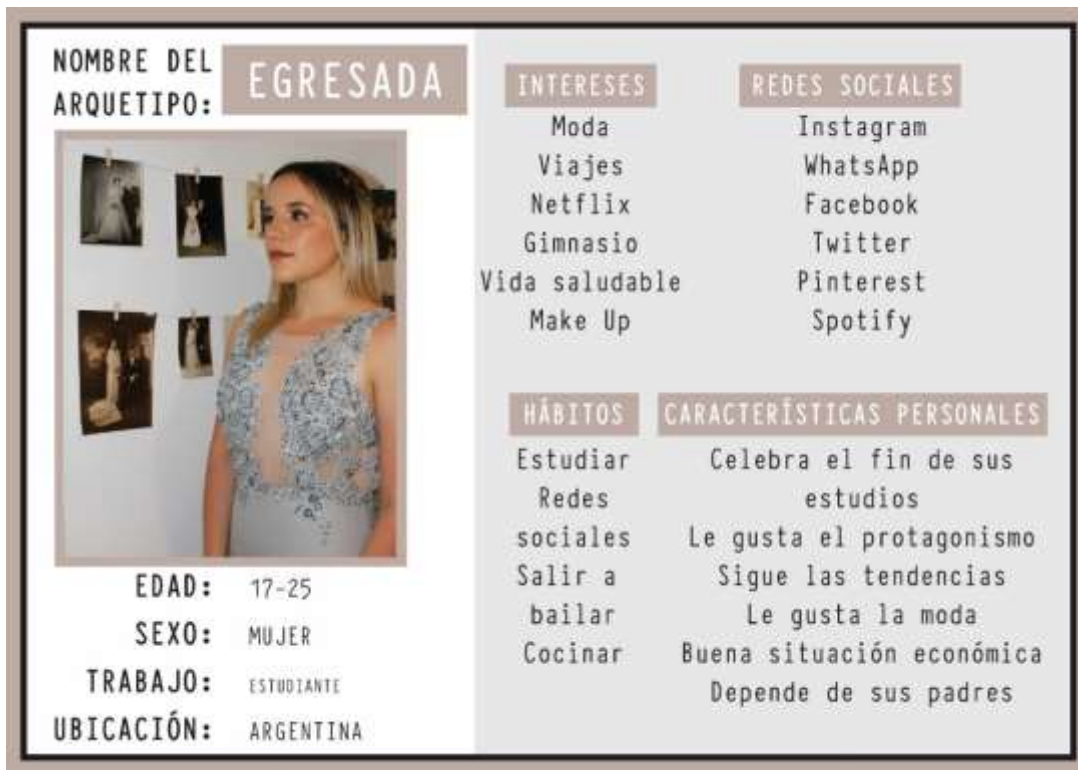 NOMBRE DEL
ARQUETIPO:
EGRESADA
EDAD: 17-25
SEXO: MUJER
TRABAJO: ESTUDIANTE
UBICACIÓN: ARGENTINA
INTERESES
Moda
Viajes
Netflix
Gimnasio
Vida saludable
Make Up
REDES SOCIALES
Instagram
WhatsApp
Facebook
Twitter
Pinterest
Spotify
HÁBITOS
Estudiar
Redes
sociales
Salir a
bailar
Cocinar
CARACTERÍSTICAS PERSONALES
Celebra el fin de sus
estudios
Le gusta el protagonismo
Sigue las tendencias
Le gusta la moda
Buena situación económica
Depende de sus padres